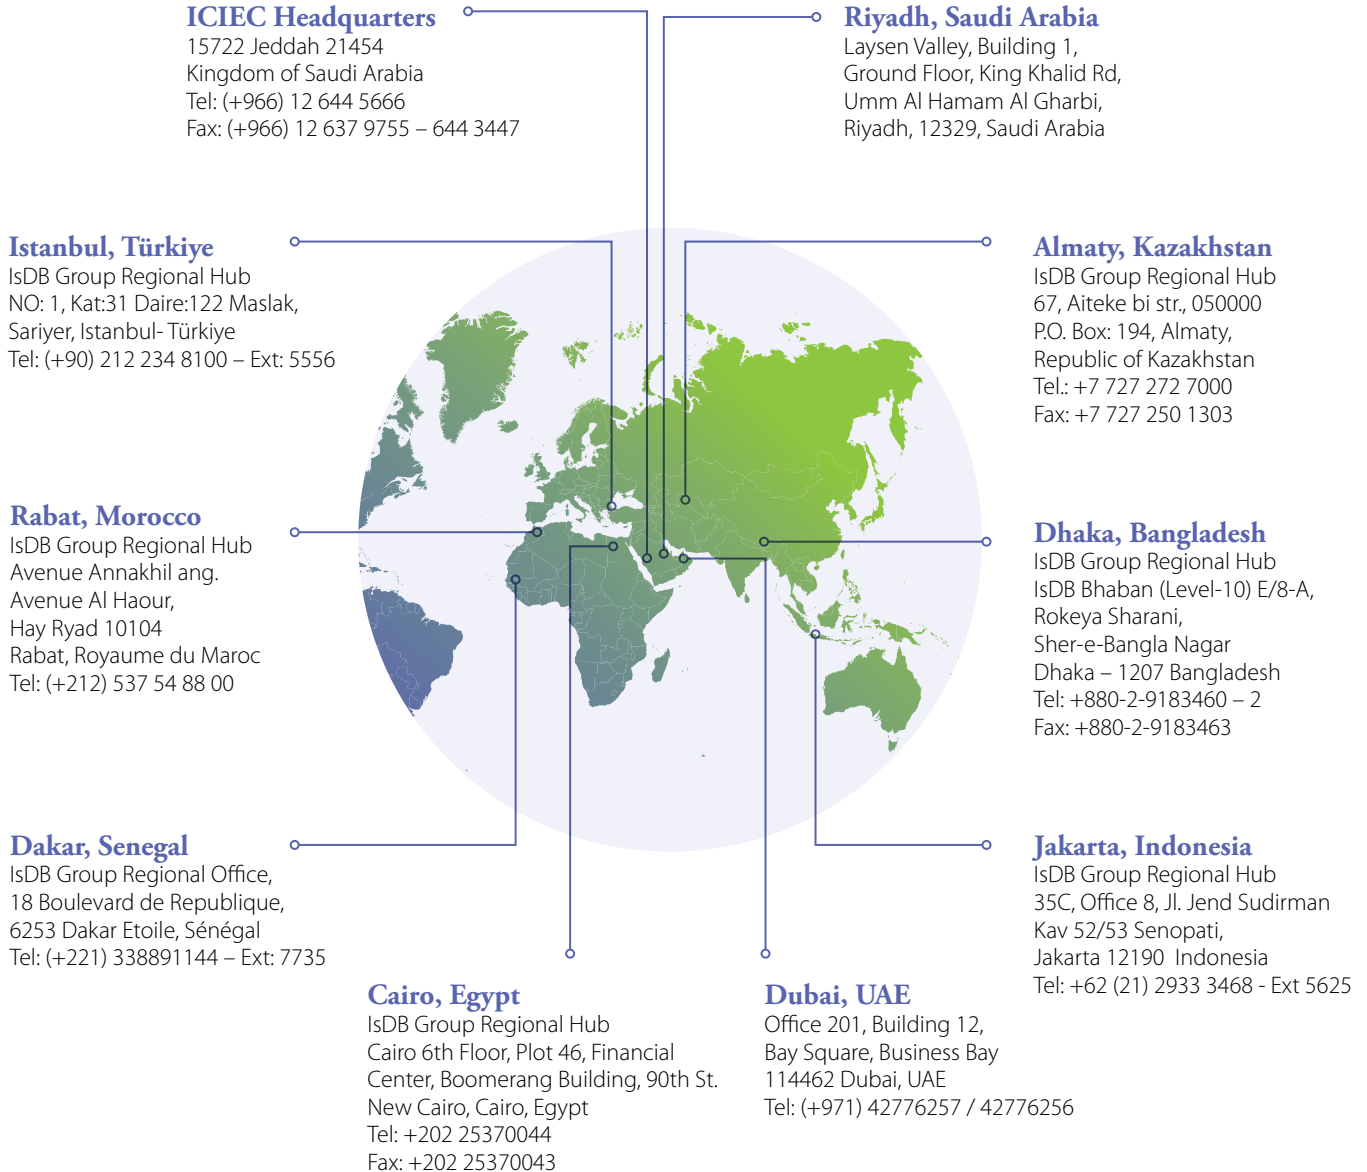 ICIEC Headquarters
15722 Jeddah 21454
Kingdom of Saudi Arabia
Tel: (+966) 12 644 5666
Fax: (+966) 12 637 9755 – 644 3447
Riyadh, Saudi Arabia
Laysen Valley, Building 1,
Ground Floor, King Khalid Rd,
Umm Al Hamam Al Gharbi,
Riyadh, 12329, Saudi Arabia
Istanbul, Türkiye
IsDB Group Regional Hub
NO: 1, Kat:31 Daire:122 Maslak,
Sariyer, Istanbul- Türkiye
Tel: (+90) 212 234 8100 – Ext: 5556
Almaty, Kazakhstan
IsDB Group Regional Hub
67, Aiteke bi str., 050000
P.O. Box: 194, Almaty,
Republic of Kazakhstan
Tel.: +7 727 272 7000
Fax: +7 727 250 1303
Rabat, Morocco
IsDB Group Regional Hub
Avenue Annakhil ang.
Avenue Al Haour,
Hay Ryad 10104
Rabat, Royaume du Maroc
Tel: (+212) 537 54 88 00
Dhaka, Bangladesh
IsDB Group Regional Hub
IsDB Bhaban (Level-10) E/8-A,
Rokeya Sharani,
Sher-e-Bangla Nagar
Dhaka – 1207 Bangladesh
Tel: +880-2-9183460 – 2
Fax: +880-2-9183463
Dakar, Senegal
IsDB Group Regional Office,
18 Boulevard de Republique,
6253 Dakar Etoile, Sénégal
Tel: (+221) 338891144 – Ext: 7735
Jakarta, Indonesia
IsDB Group Regional Hub
35C, Office 8, Jl. Jend Sudirman
Kav 52/53 Senopati,
Jakarta 12190 Indonesia
Tel: +62 (21) 2933 3468 - Ext 5625
Cairo, Egypt
IsDB Group Regional Hub
Cairo 6th Floor, Plot 46, Financial
Center, Boomerang Building, 90th St.
New Cairo, Cairo, Egypt
Tel: +202 25370044
Fax: +202 25370043
Dubai, UAE
Office 201, Building 12,
Bay Square, Business Bay
114462 Dubai, UAE
Tel: (+971) 42776257 / 42776256